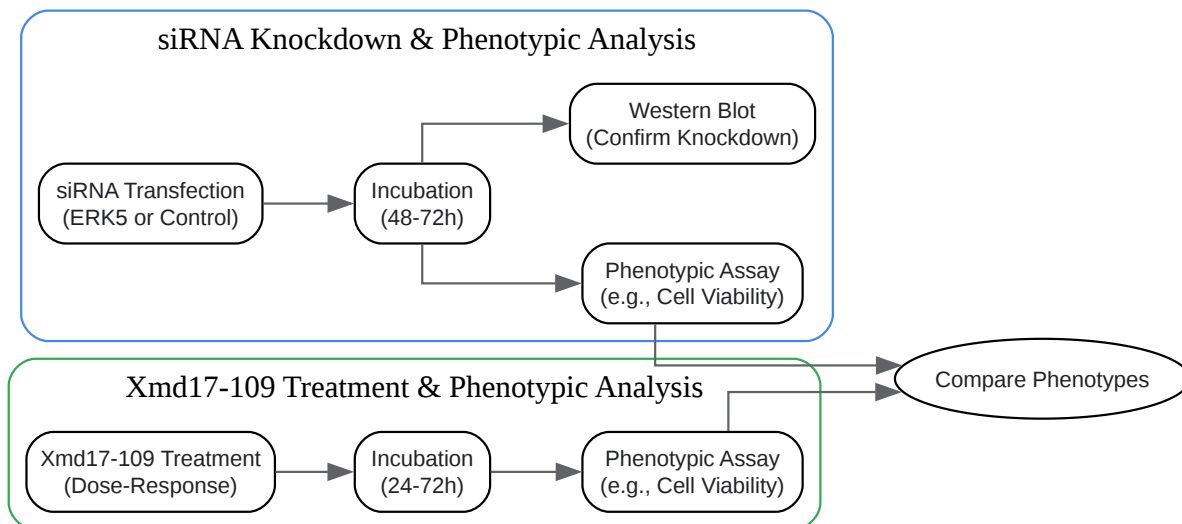 siRNA Knockdown & Phenotypic Analysis
Western Blot
(Confirm Knockdown)
siRNA Transfection
(ERK5 or Control)
Incubation
(48-72h)
Phenotypic Assay
(e.g., Cell Viability)
Compare Phenotypes
Xmd17-109 Treatment & Phenotypic Analysis
Xmd17-109 Treatment
(Dose-Response)
Incubation
(24-72h)
Phenotypic Assay
(e.g., Cell Viability)